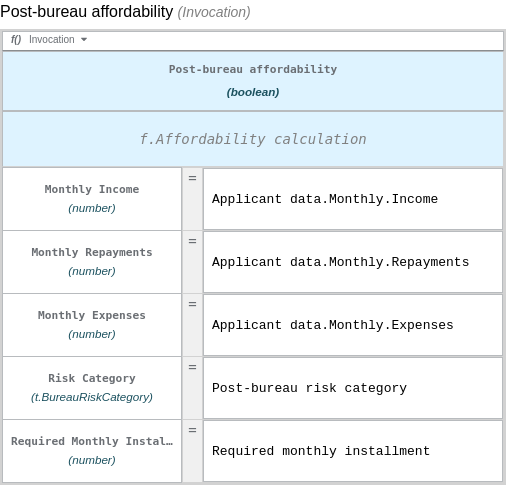 Post-bureau affordability (Invocation)
f() Invocation
Post-bureau affordability
(boolean)
f.Affordability calculation
Monthly Income
(number)
=
Applicant data.Monthly.Income
Monthly Repayments
(number)
=
Applicant data.Monthly.Repayments
Monthly Expenses
(number)
=
Applicant data.Monthly.Expenses
Risk Category
(t.BureauRiskCategory)
=
Post-bureau risk category
Required Monthly Instal…
(number)
=
Required monthly installment